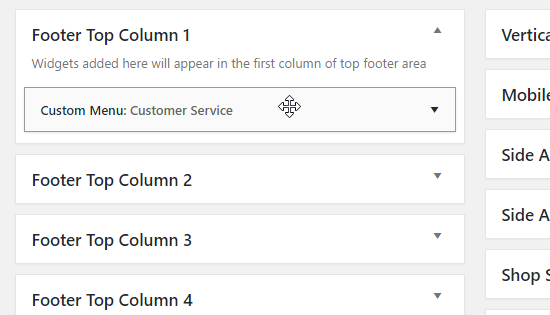 Footer Top Column 1
Widgets added here will appear in the first column of top footer area
Custom Menu: Customer Service
Footer Top Column 2
Footer Top Column 3
Footer Top Column 4
Mobile
Side A
Side A
Shop S